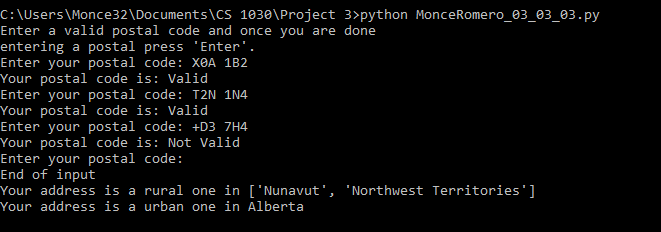 C:\Users\Monce32\Documents\CS 1030\Project 3>python MonceRomero_03_03_03.py
Enter a valid postal code and once you are done
entering a postal press 'Enter'.
Enter your postal code: X0A 1B2
Your postal code is: Valid
Enter your postal code: T2N 1N4
Your postal code is: Valid
Enter your postal code: +D3 7H4
Your postal code is: Not Valid
Enter your postal code:
End of input
Your address is a rural one in ['Nunavut', 'Northwest Territories']
Your address is a urban one in Alberta